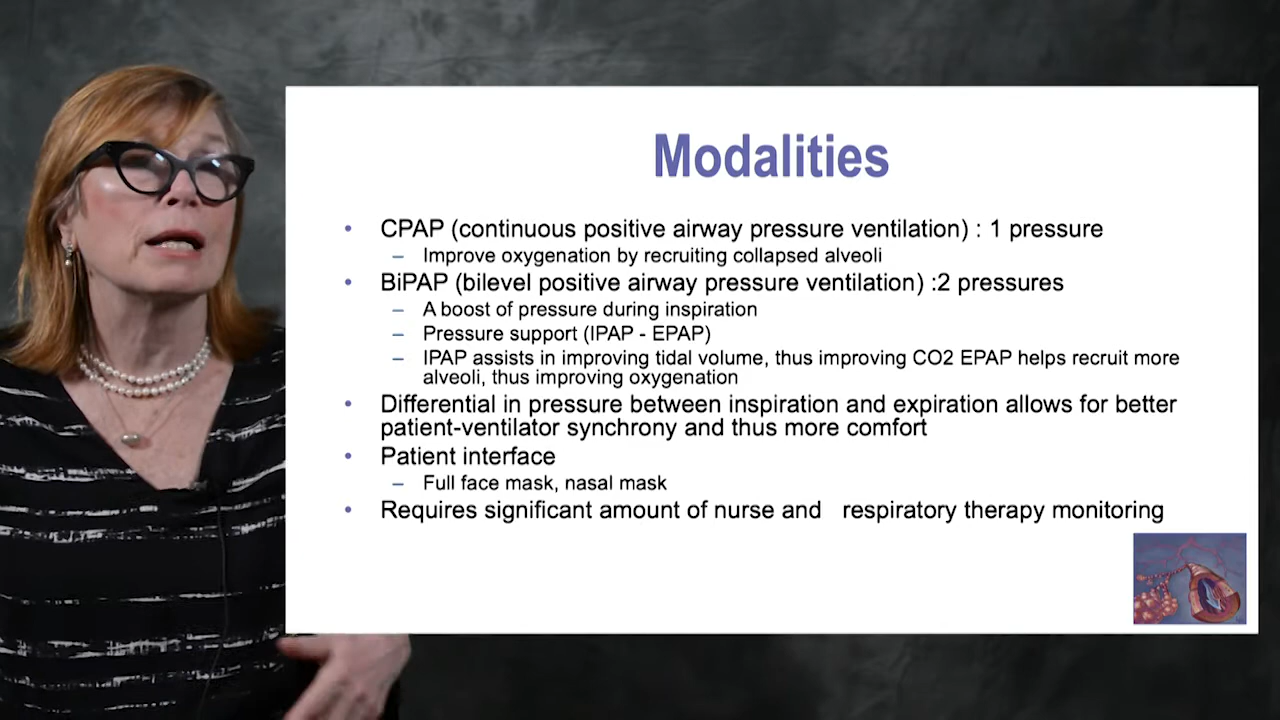 Modalities
• CPAP (continuous positive airway pressure ventilation) : 1 pressure
– Improve oxygenation by recruiting collapsed alveoli
• BiPAP (bilevel positive airway pressure ventilation) :2 pressures
– A boost of pressure during inspiration
– Pressure support (IPAP - EPAP)
– IPAP assists in improving tidal volume, thus improving CO2 EPAP helps recruit more
alveoli, thus improving oxygenation
• Differential in pressure between inspiration and expiration allows for better
patient-ventilator synchrony and thus more comfort
• Patient interface
– Full face mask, nasal mask
• Requires significant amount of nurse and respiratory therapy monitoring